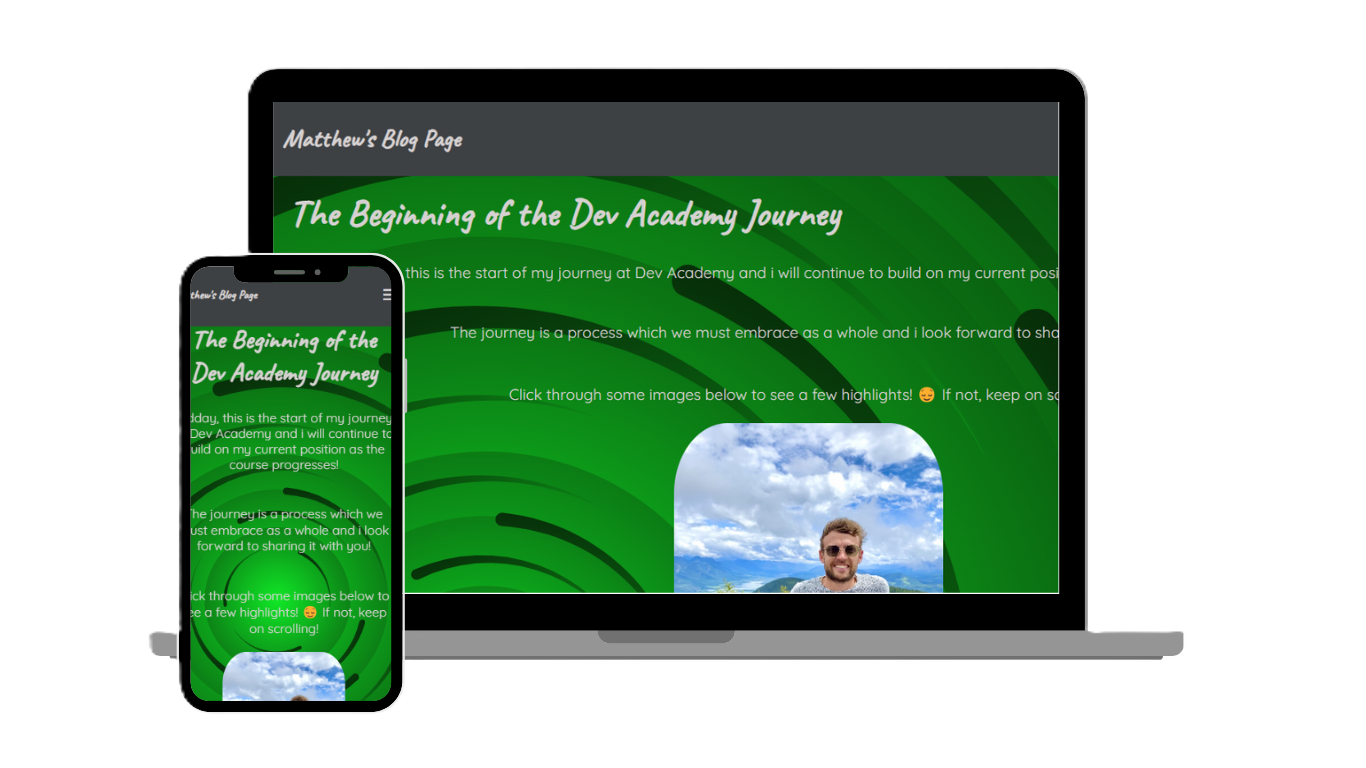 Matthew's Blog Page
The Beginning of the Dev Academy Journey
this is the start of my journey at Dev Academy and i will continue to build on my current posi
The journey is a process which we must embrace as a whole and i look forward to sha
Click through some images below to see a few highlights! 😌 If not, keep on sc
thew's Blog Page
The Beginning of the
Dev Academy Journey
dday, this is the start of my journey
Dev Academy and i will continue to
uild on my current position as the
course progresses!
The journey is a process which we
ust embrace as a whole and i look
forward to sharing it with you!
ick through some images below to
ee a few highlights! 😌 If not, keep
on scrolling!